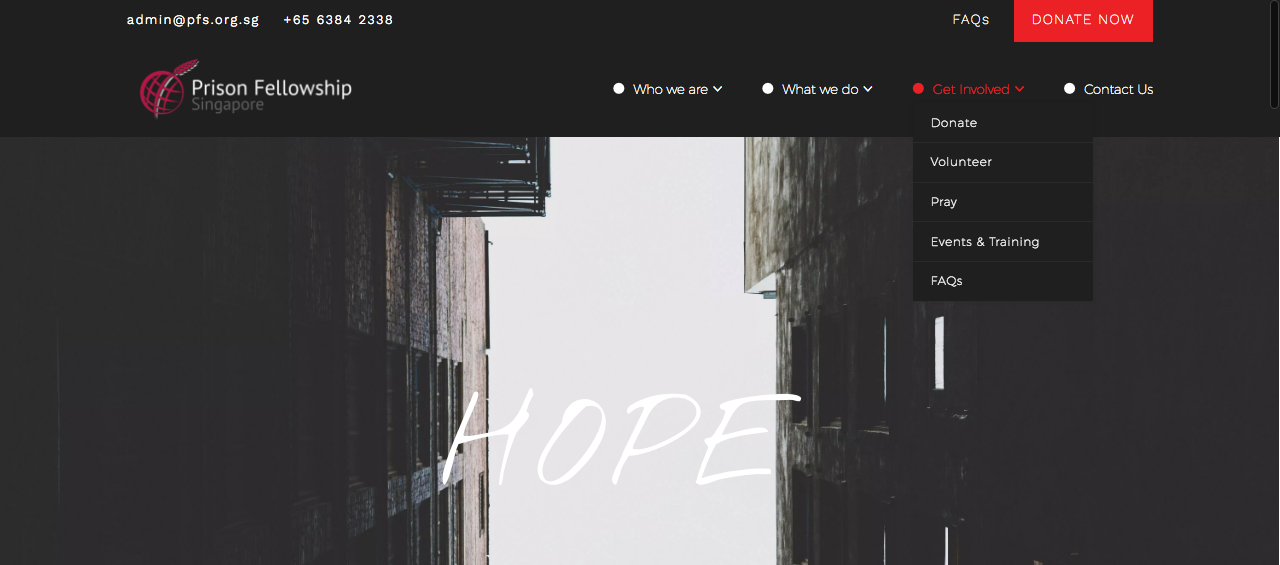 admin@pfs.org.sg +65 6384 2338 FAQs DONATE NOW
Prison Fellowship
Singapore
Who we are What we do Get Involved Contact Us
Donate
Volunteer
Pray
Events & Training
FAQs
HOPE